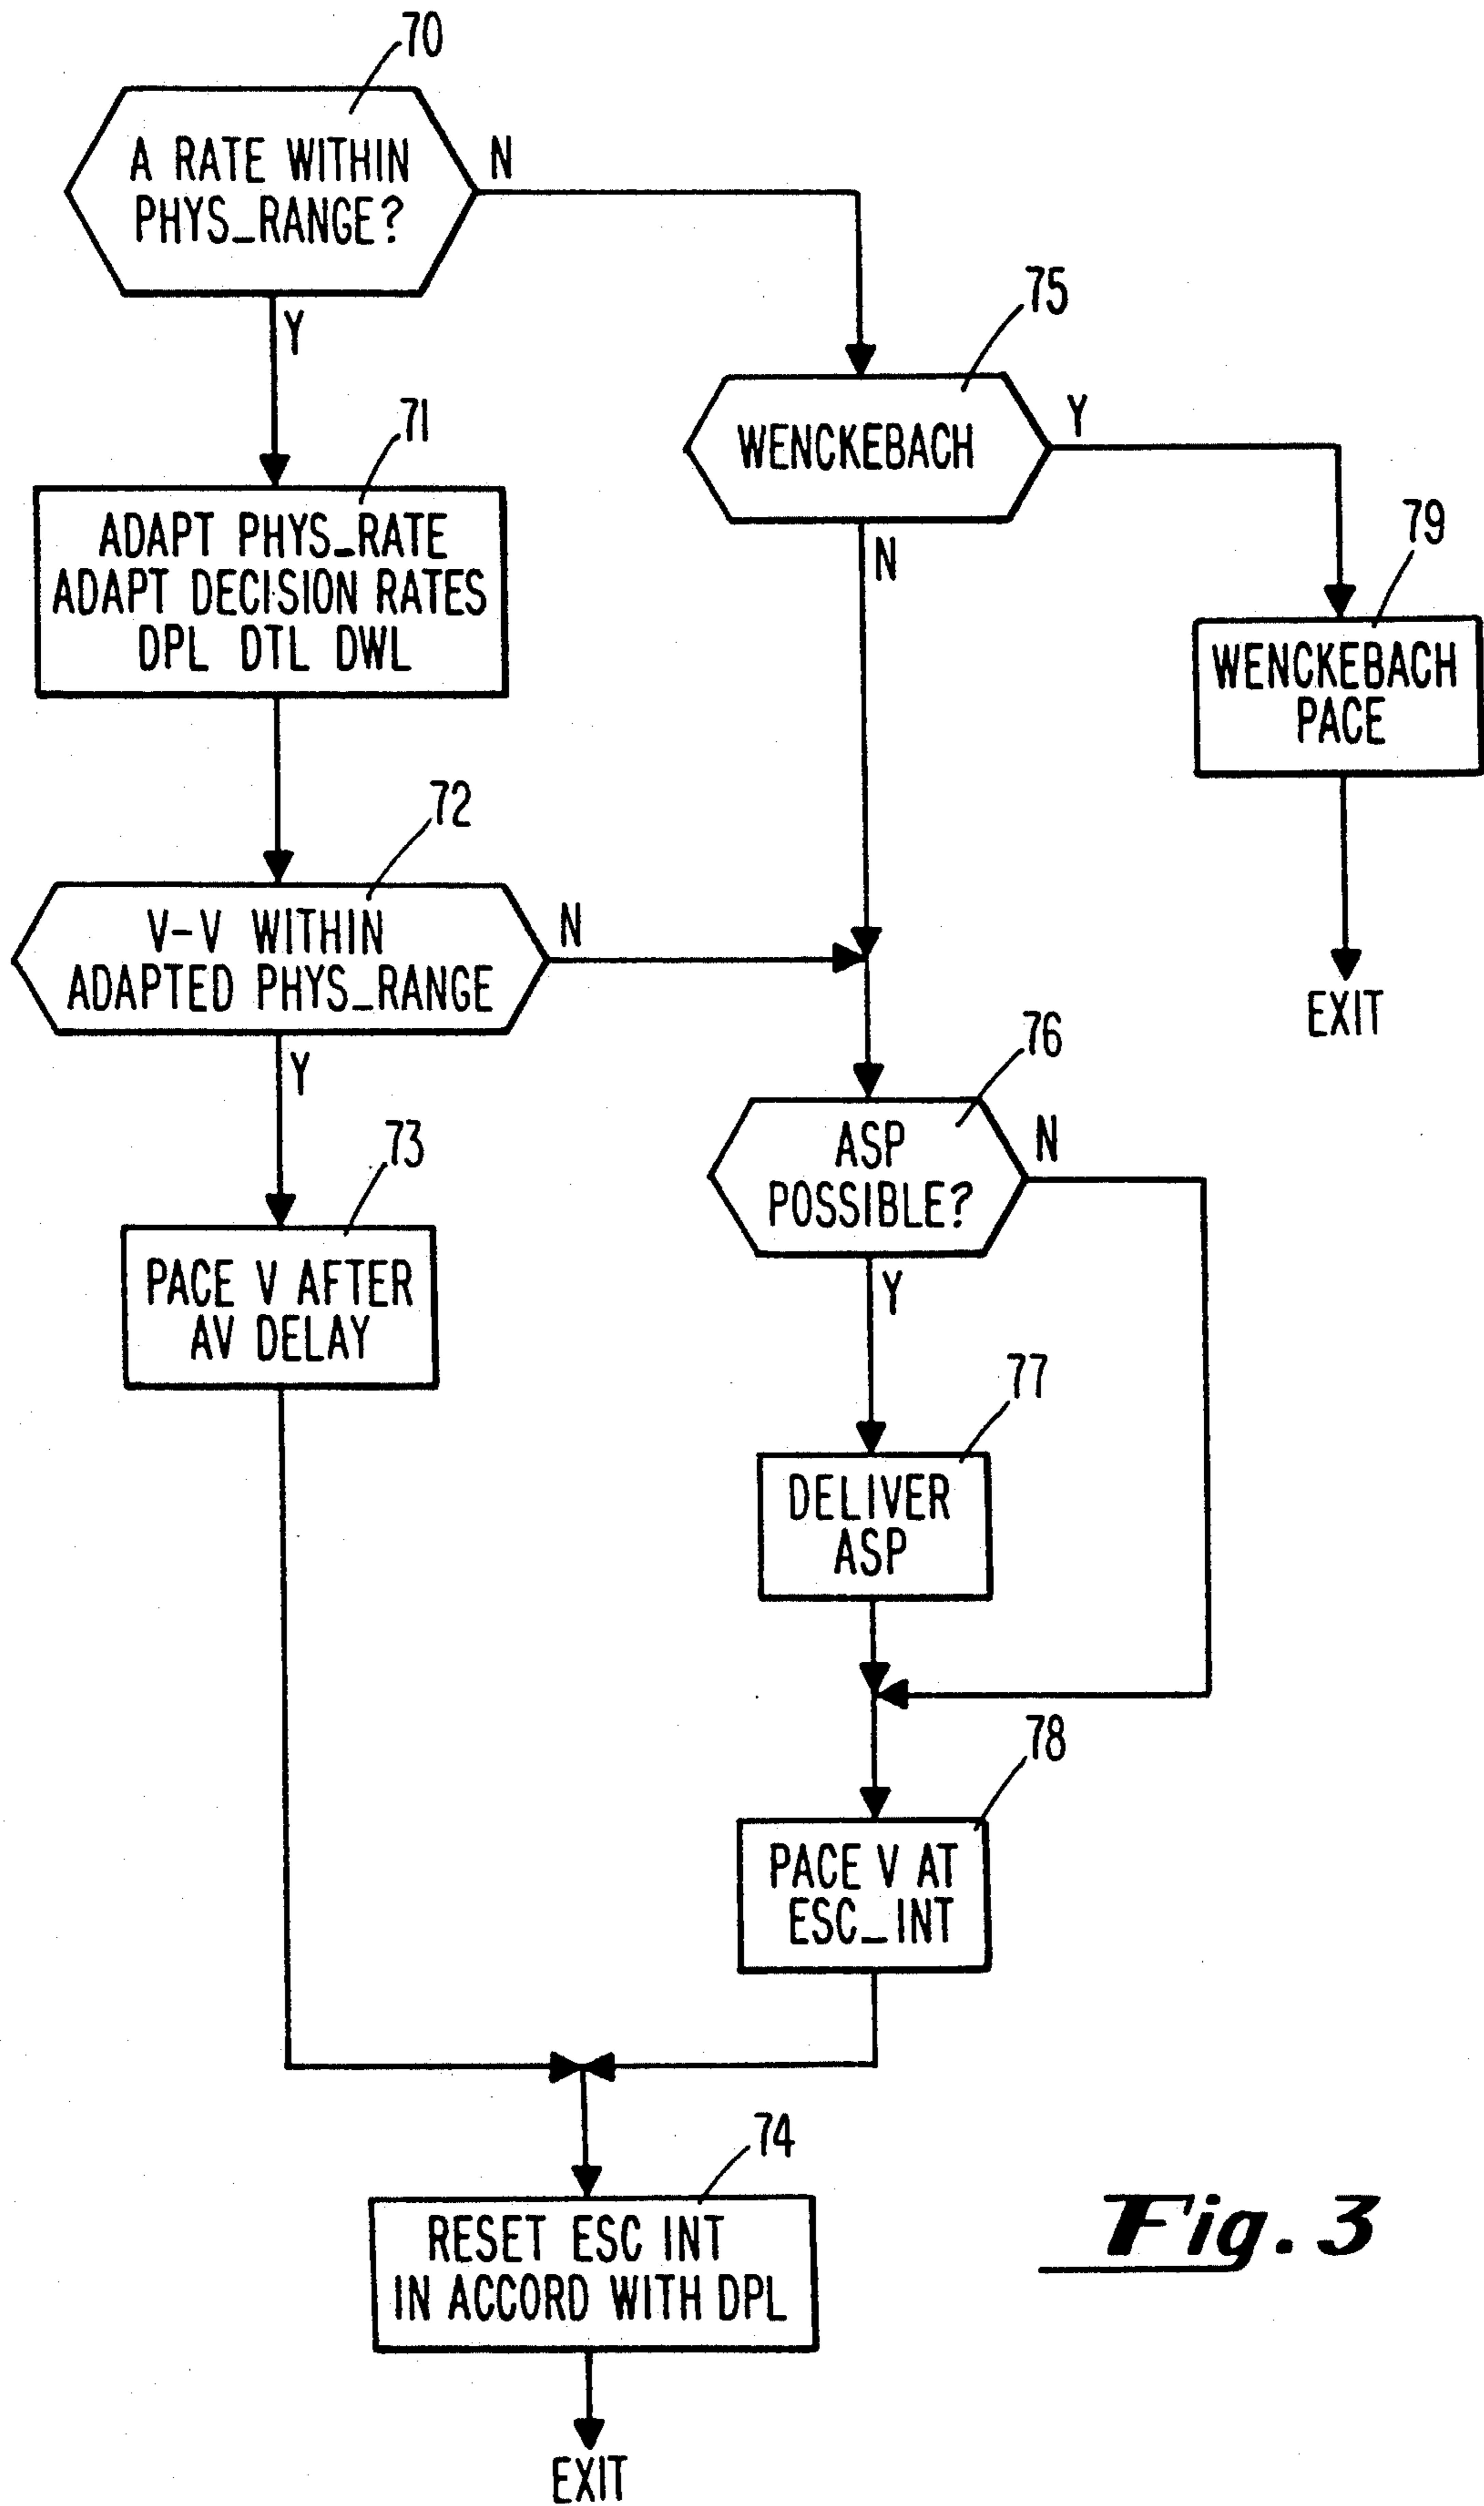 70
A RATE WITHIN
PHYS_RANGE?
N
Y
75
WENCKEBACH
Y
N
71
ADAPT PHYS_RATE
ADAPT DECISION RATES
DPL DTL DWL
79
WENCKEBACH
PACE
EXIT
72
V-V WITHIN
ADAPTED PHYS_RANGE
N
Y
76
ASP
POSSIBLE?
N
Y
73
PACE V AFTER
AV DELAY
77
DELIVER
ASP
78
PACE V AT
ESC_INT
74
RESET ESC INT
IN ACCORD WITH DPL
EXIT
Fig. 3